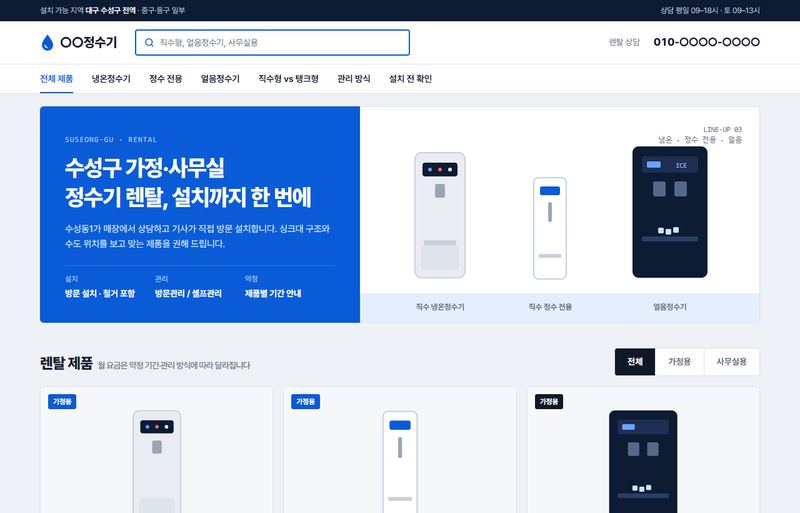 설치 가능 지역 대구 수성구 전역 · 중구·동구 일부
상담 평일 09–18시 · 토 09–13시
OO정수기
직수형, 얼음정수기, 사무실용
렌탈 상담 010-OOOO-OOOO
전체 제품 냉온정수기 정수 전용 얼음정수기 직수형 vs 탱크형 관리 방식 설치 전 확인
SUSEONG-GU · RENTAL
수성구 가정·사무실
정수기 렌탈, 설치까지 한 번에
수성동1가 매장에서 상담하고 기사가 직접 방문 설치합니다. 싱크대 구조와
수도 위치를 보고 맞는 제품을 권해 드립니다.
설치 관리 약정
방문 설치 · 철거 포함 방문관리 / 셀프관리 제품별 기간 안내
LINE-UP 03
냉온 · 정수 전용 · 얼음
ICE
직수 냉온정수기 직수 정수 전용 얼음정수기
렌탈 제품 월 요금은 약정 기간·관리 방식에 따라 달라집니다
전체 가정용 사무실용
가정용 가정용 가정용